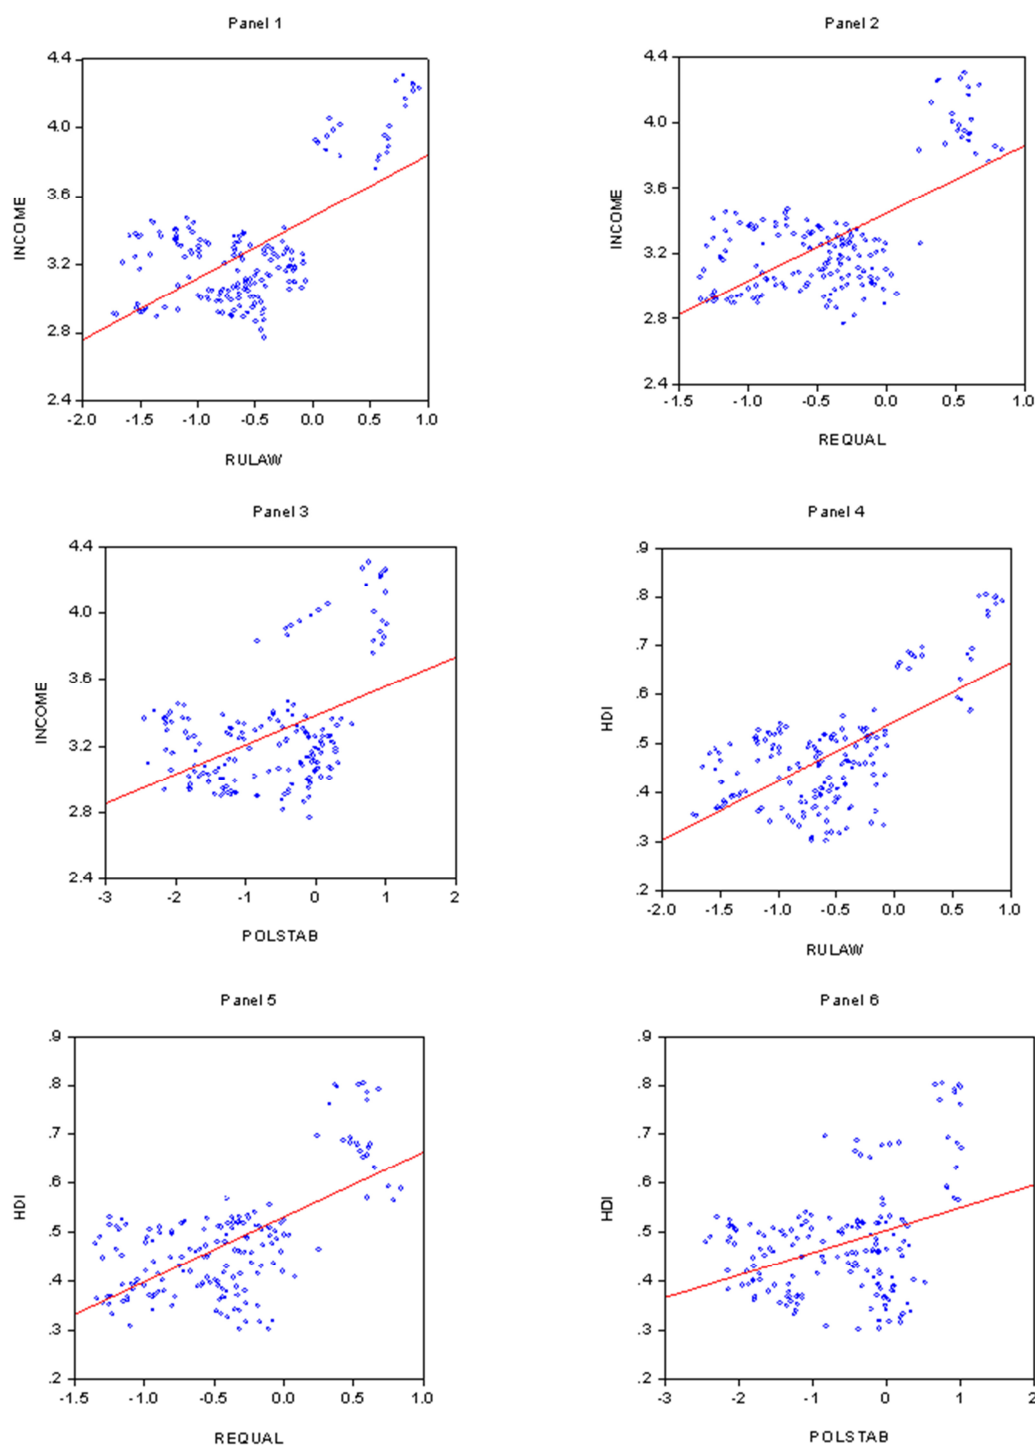 Panel 1
4.4
4.0
3.6
3.2
2.8
2.4
INCOME
-2.0 -1.5 -1.0 -0.5 0.0 0.5 1.0
RULAW
Panel 2
4.4
4.0
3.6
3.2
2.8
2.4
INCOME
-1.5 -1.0 -0.5 0.0 0.5 1.0
REQUAL
Panel 3
4.4
4.0
3.6
3.2
2.8
2.4
INCOME
-3 -2 -1 0 1 2
POLSTAB
Panel 4
.9
.8
.7
.6
.5
.4
.3
.2
HDI
-2.0 -1.5 -1.0 -0.5 0.0 0.5 1.0
RULAW
Panel 5
.9
.8
.7
.6
.5
.4
.3
.2
HDI
-1.5 -1.0 -0.5 0.0 0.5 1.0
REQUAL
Panel 6
.9
.8
.7
.6
.5
.4
.3
.2
HDI
-3 -2 -1 0 1 2
POLSTAB